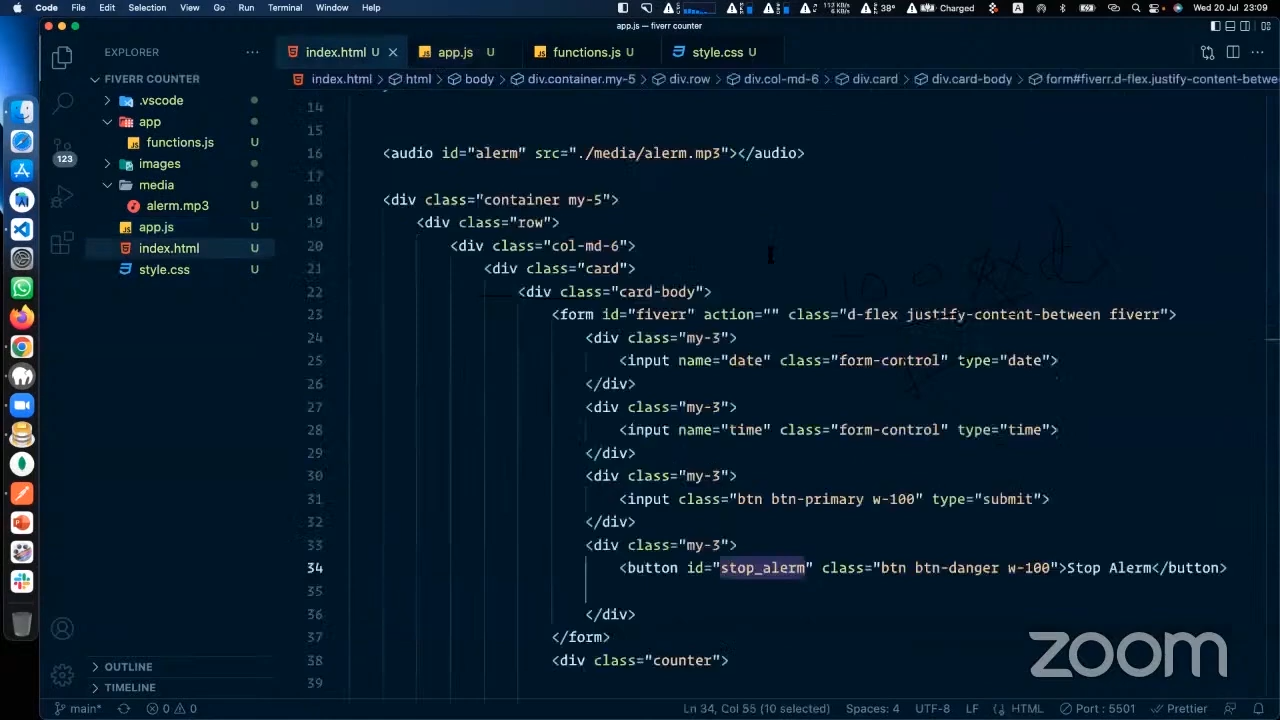 Code File Edit Selection View Go Run Terminal Window Help
113 KB/s 38° Charged A Wed 20 Jul 23:09
app.js — fiverr counter
EXPLORER
FIVERR COUNTER
.vscode
app
functions.js U
images
media
alerm.mp3 U
app.js U
index.html U
style.css U
OUTLINE
TIMELINE
123
index.html U
app.js U
functions.js U
style.css U
index.html > html > body > div.container.my-5 > div.row > div.col-md-6 > div.card > div.card-body > form#fiverr.d-flex.justify-content-betwe
14
15
16 <audio id="alerm" src="./media/alerm.mp3"></audio>
17
18 <div class="container my-5">
19 <div class="row">
20 <div class="col-md-6">
21 <div class="card">
22 <div class="card-body">
23 <form id="fiverr" action="" class="d-flex justify-content-between fiverr">
24 <div class="my-3">
25 <input name="date" class="form-control" type="date">
26 </div>
27 <div class="my-3">
28 <input name="time" class="form-control" type="time">
29 </div>
30 <div class="my-3">
31 <input class="btn btn-primary w-100" type="submit">
32 </div>
33 <div class="my-3">
34 <button id="stop_alerm" class="btn btn-danger w-100">Stop Alerm</button>
35
36 </div>
37 </form>
38 <div class="counter">
39
zoom
main* 0 0 Ln 34, Col 55 (10 selected) Spaces: 4 UTF-8 LF HTML Port : 5501 Prettier